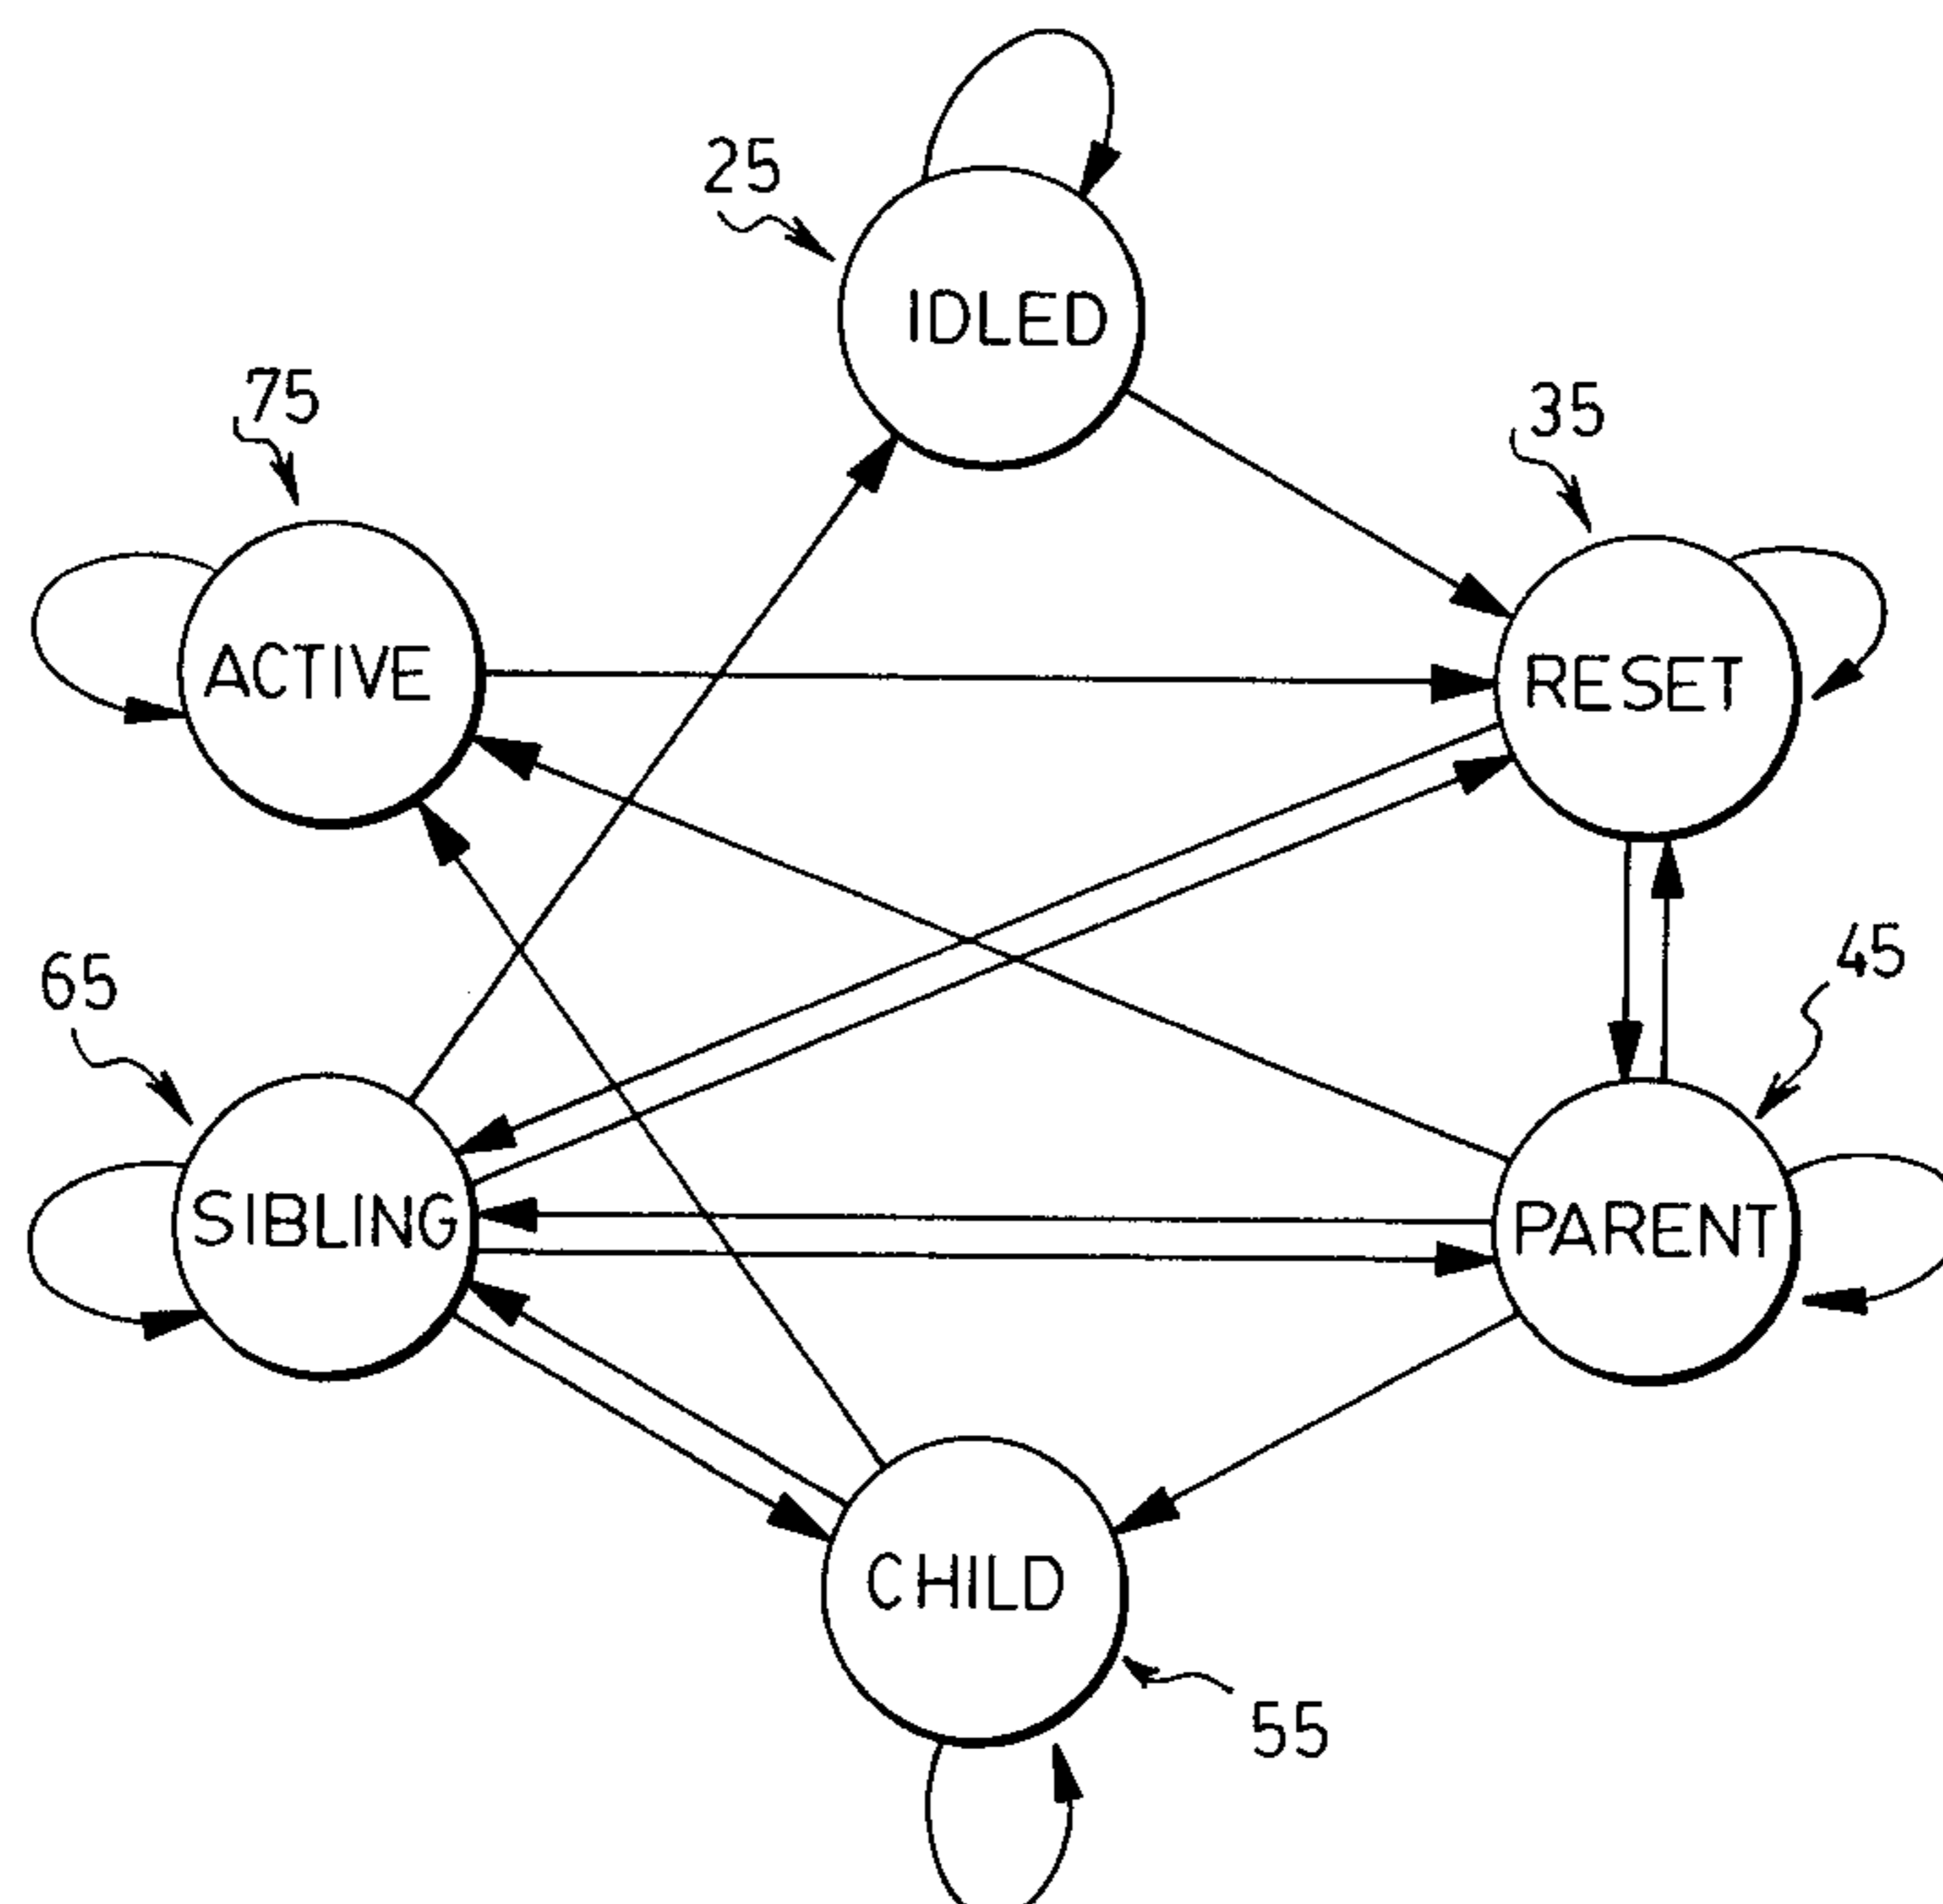 25
IDLED
75
35
ACTIVE
RESET
65
45
SIBLING
PARENT
CHILD
55